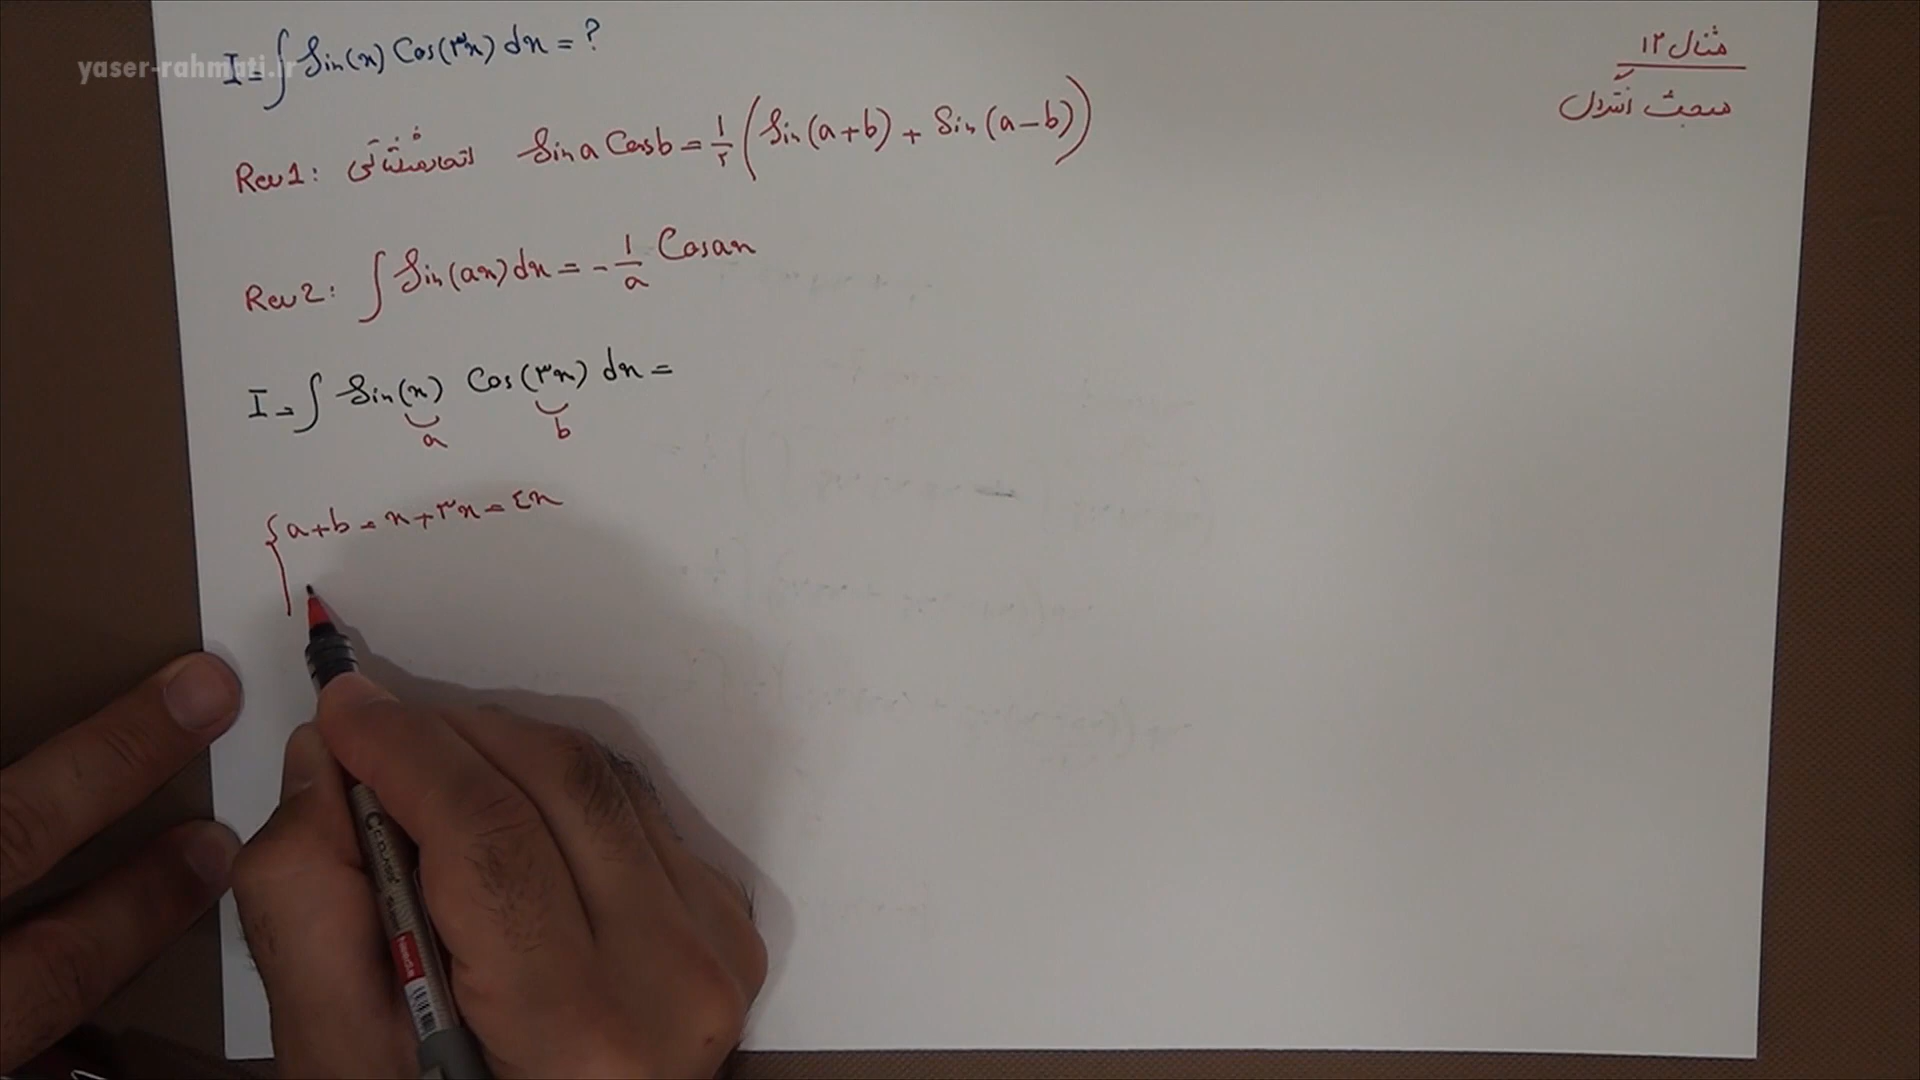 مثال ۱۲
مبحث انتگرال
yaser-rahmati.ir
I = ∫ Sin(x) Cos(۳x) dx = ?
Rev1: اتحاد مثلثاتی Sin a Cos b = ۱/۲ (Sin(a+b) + Sin(a-b))
Rev2: ∫ Sin(ax) dx = - ۱/a Cos ax
I = ∫ Sin(x) Cos(۳x) dx =
a b
{ a+b = x+۳x = ۴x